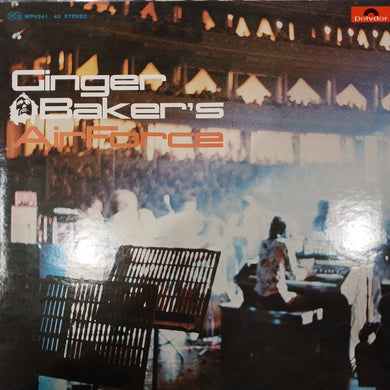 MP9341/42 STEREO
Polydor
Ginger
Baker's
AirForce